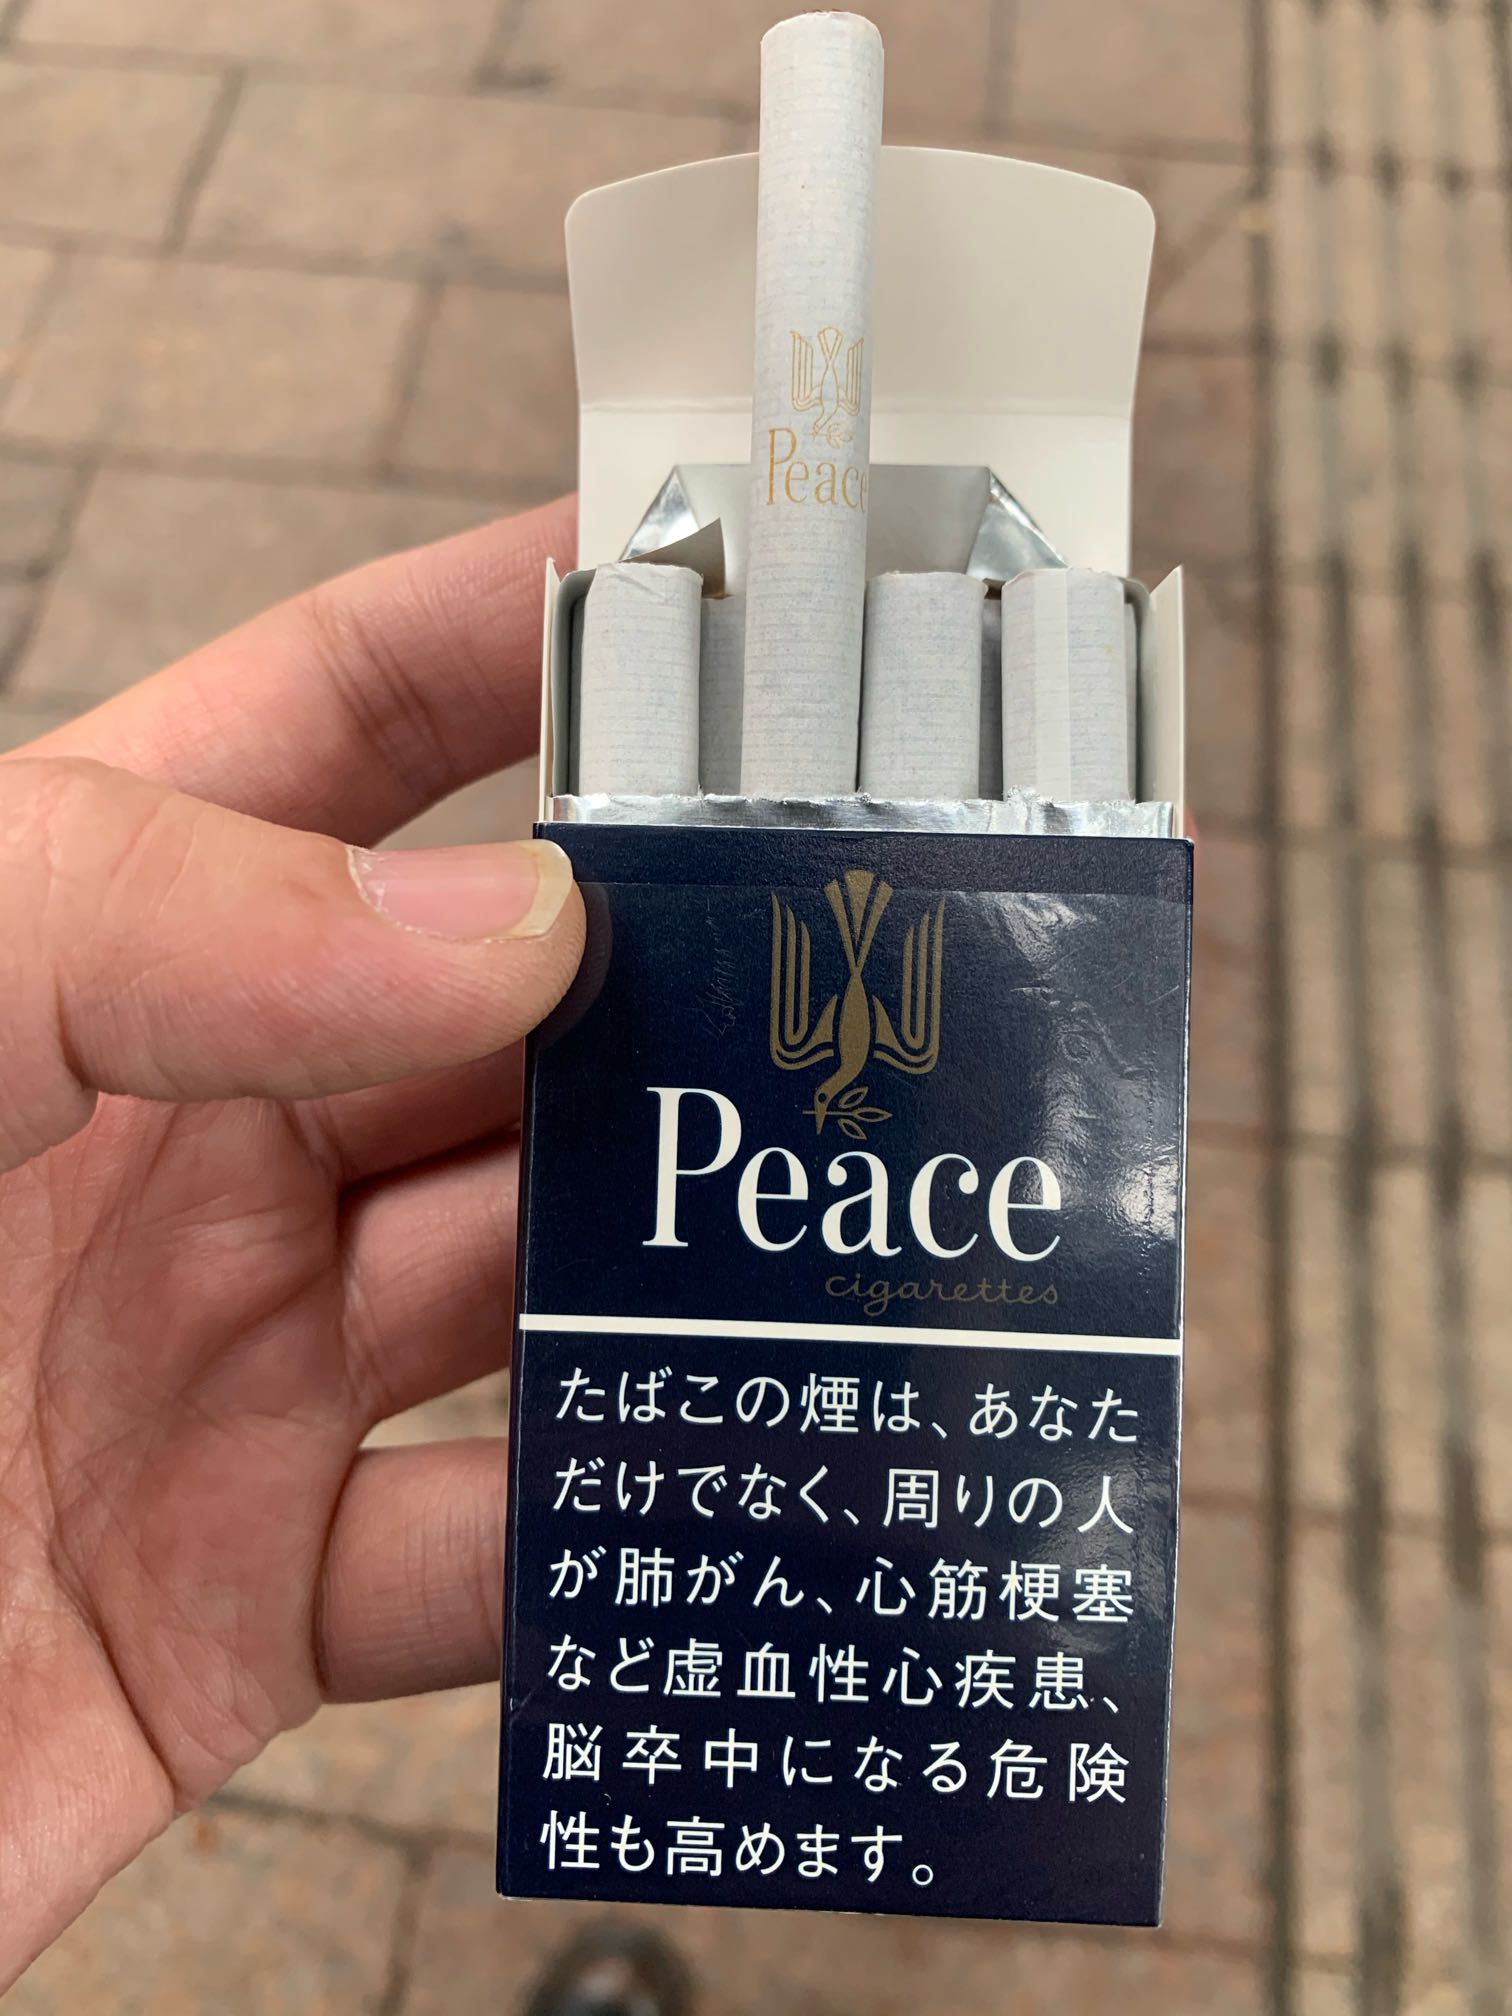 Peace
Peace
cigarettes
たばこの煙は、あなた
だけでなく、周りの人
が肺がん、心筋梗塞
など虚血性心疾患、
脳卒中になる危険
性も高めます。